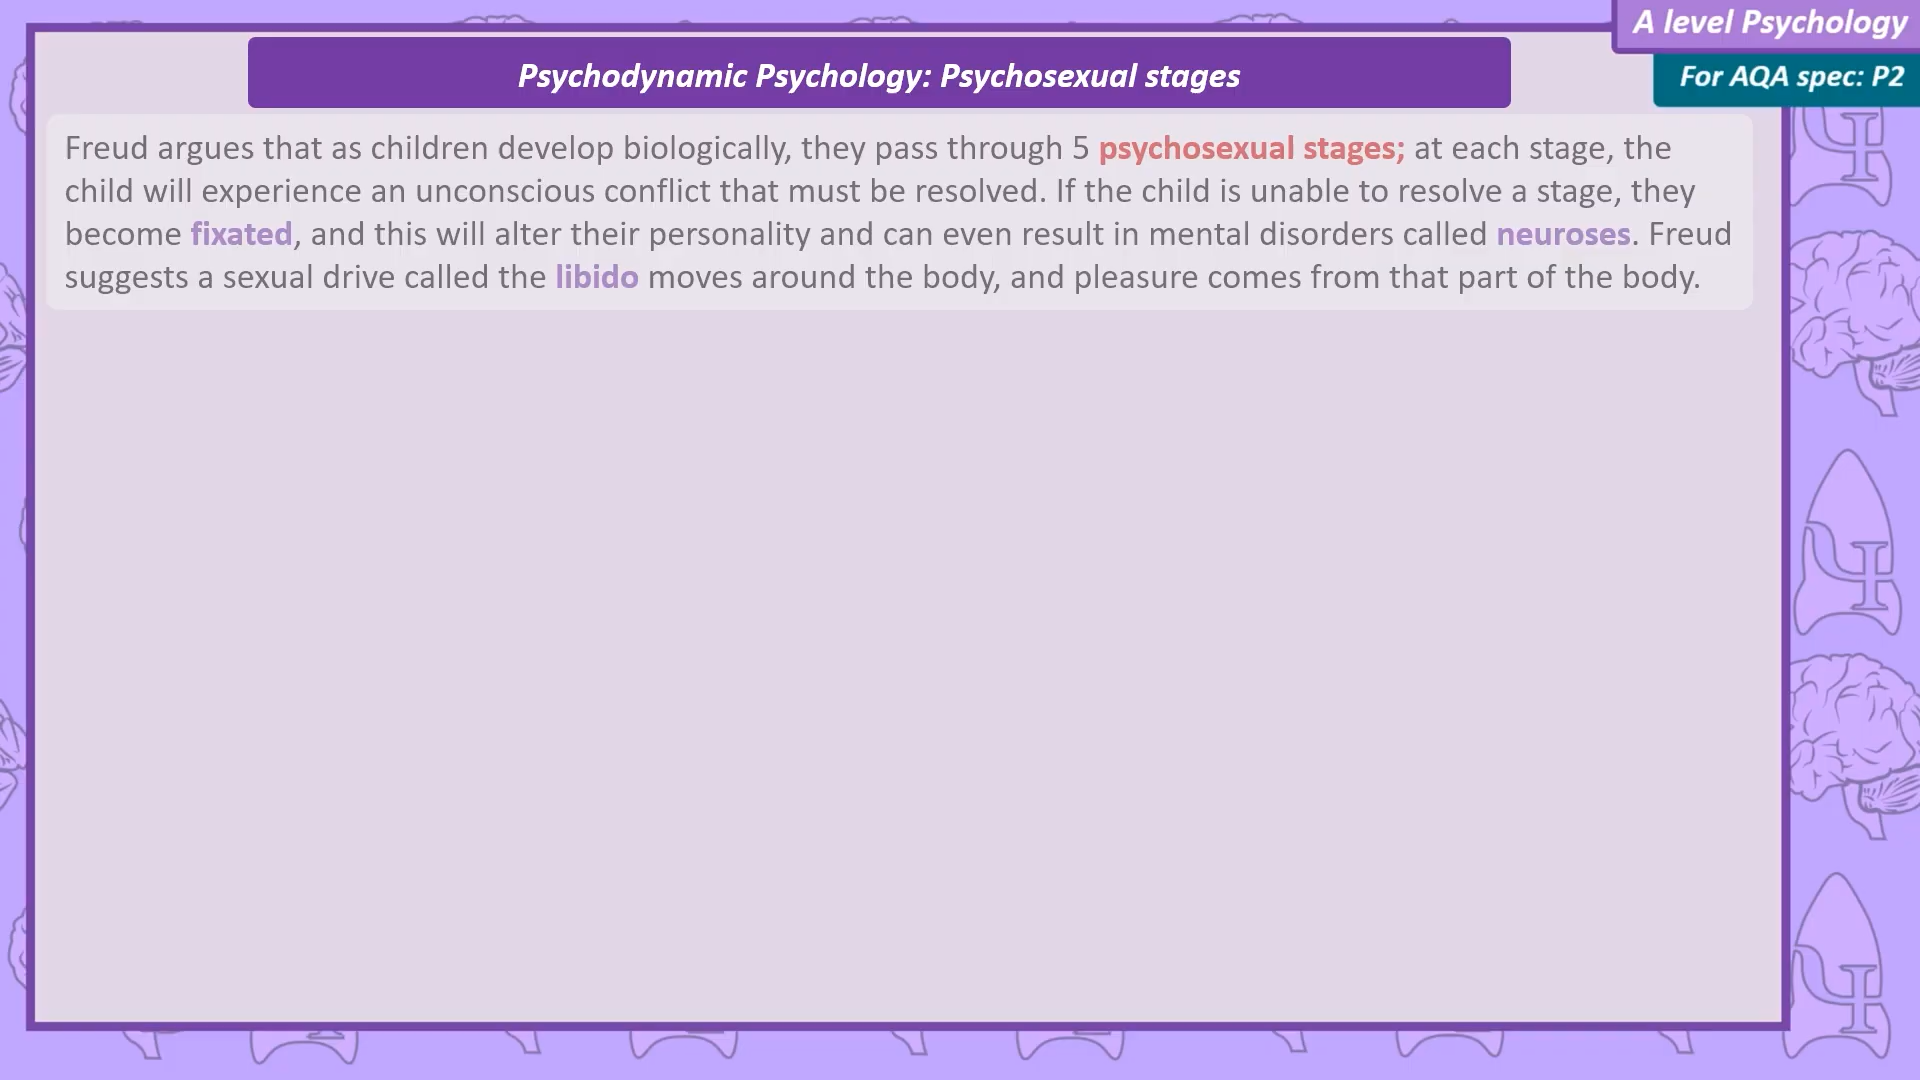 A level Psychology
Psychodynamic Psychology: Psychosexual stages
For AQA spec: P2
Freud argues that as children develop biologically, they pass through 5 psychosexual stages; at each stage, the
child will experience an unconscious conflict that must be resolved. If the child is unable to resolve a stage, they
become fixated, and this will alter their personality and can even result in mental disorders called neuroses. Freud
suggests a sexual drive called the libido moves around the body, and pleasure comes from that part of the body.